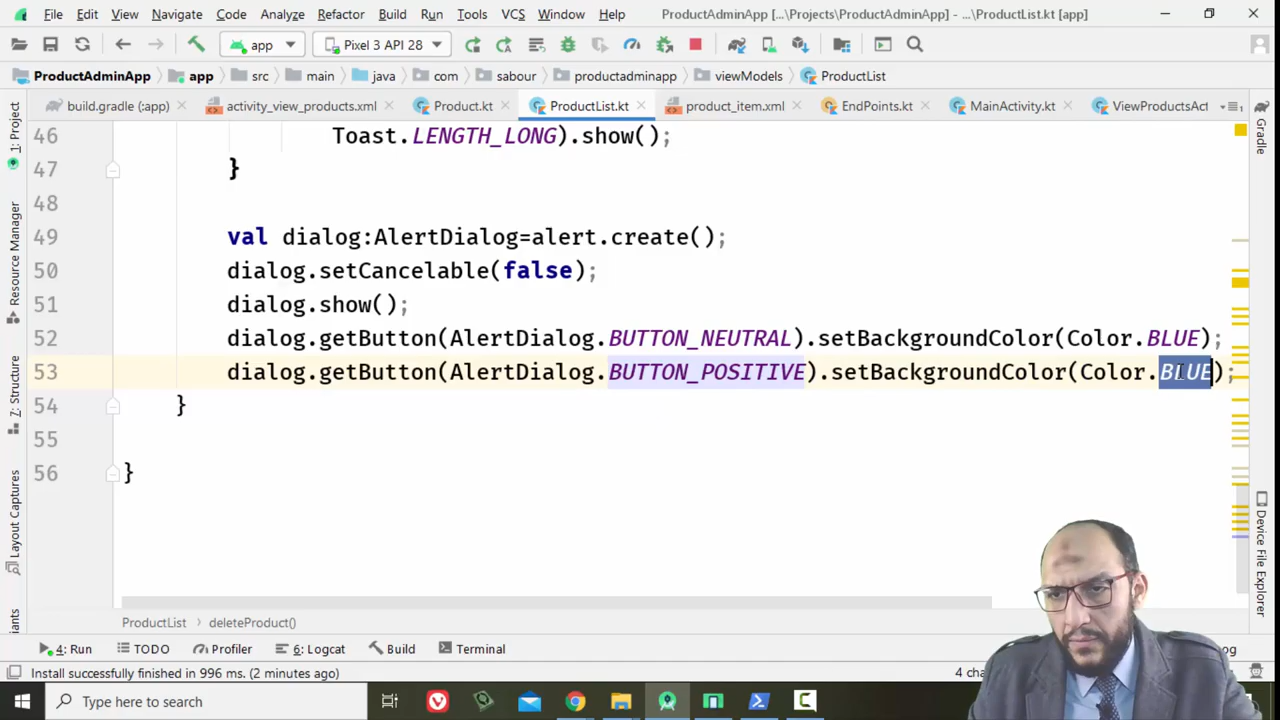 File Edit View Navigate Code Analyze Refactor Build Run Tools VCS Window Help ProductAdminApp [...\Projects\ProductAdminApp] - ...\ProductList.kt [app]
app Pixel 3 API 28
ProductAdminApp app src main java com sabour productadminapp viewModels ProductList
build.gradle (:app) activity_view_products.xml Product.kt ProductList.kt product_item.xml EndPoints.kt MainActivity.kt ViewProductsAct
1: Project
Resource Manager
Z: Structure
Layout Captures
Gradle
Device File Explorer
46 Toast.LENGTH_LONG).show();
47 }
48
49 val dialog:AlertDialog=alert.create();
50 dialog.setCancelable(false);
51 dialog.show();
52 dialog.getButton(AlertDialog.BUTTON_NEUTRAL).setBackgroundColor(Color.BLUE);
53 dialog.getButton(AlertDialog.BUTTON_POSITIVE).setBackgroundColor(Color.BLUE);
54 }
55
56 }
ProductList deleteProduct()
4: Run TODO Profiler 6: Logcat Build Terminal
Install successfully finished in 996 ms. (2 minutes ago) 4
Type here to search